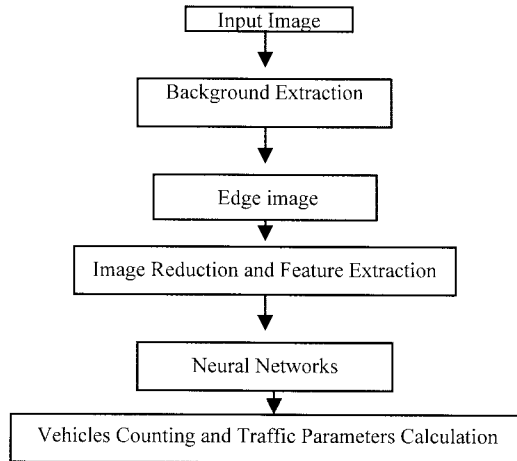 Input Image
Background Extraction
Edge image
Image Reduction and Feature Extraction
Neural Networks
Vehicles Counting and Traffic Parameters Calculation